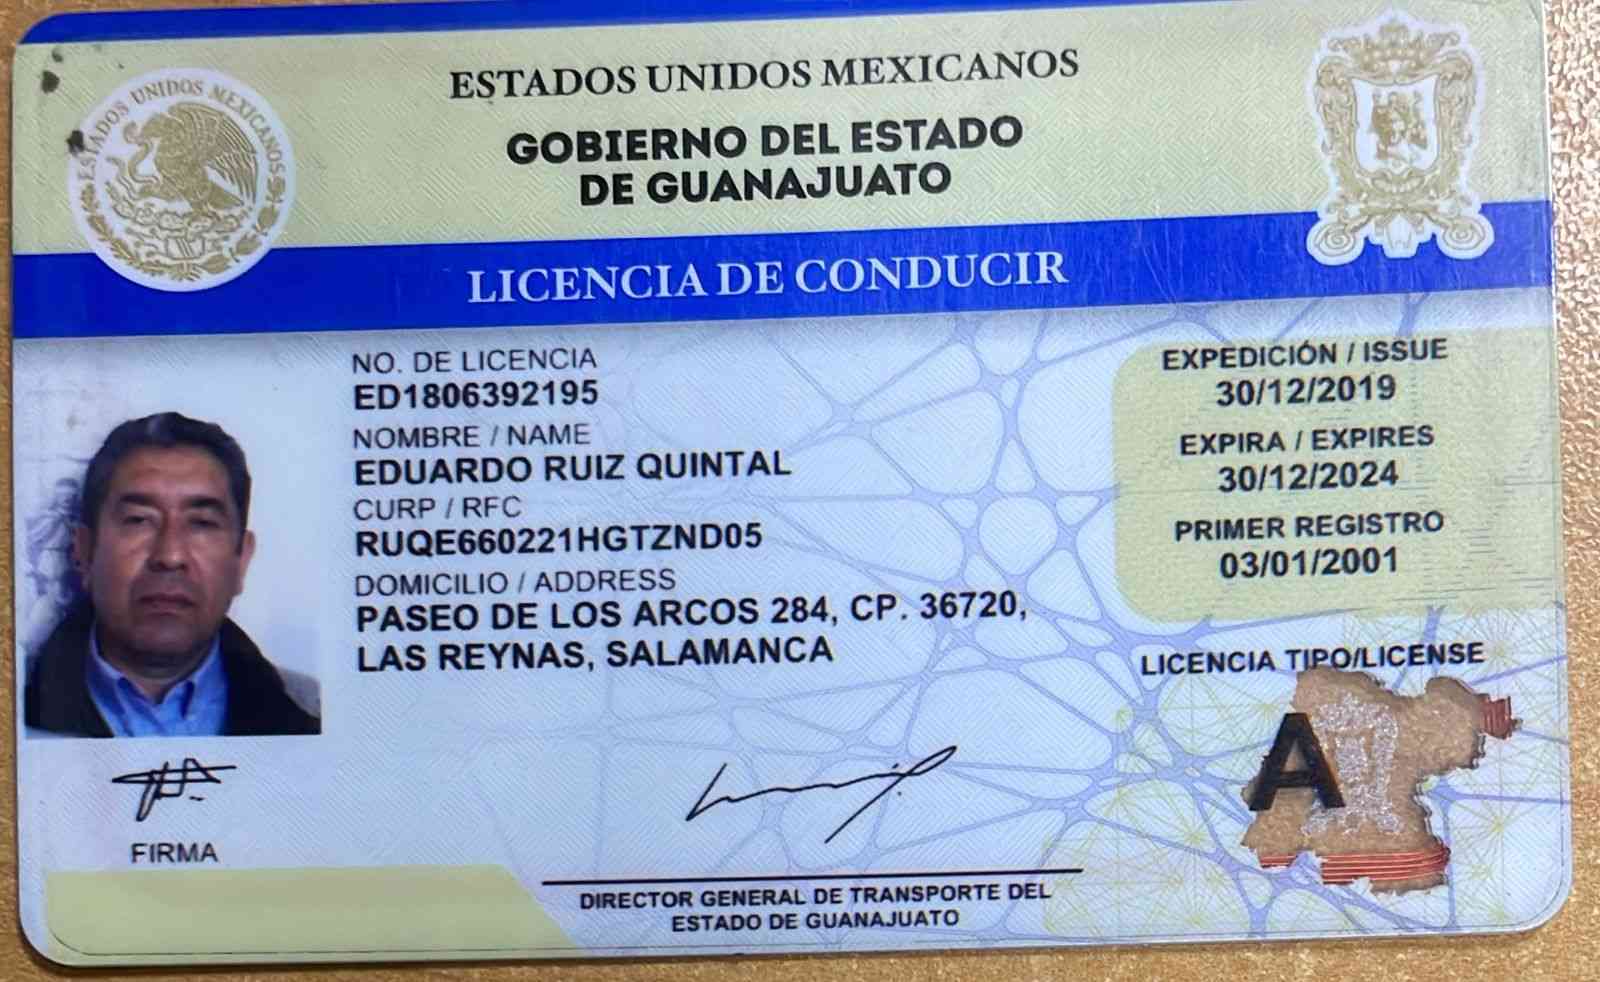 ESTADOS UNIDOS MEXICANOS
GOBIERNO DEL ESTADO
DE GUANAJUATO
ESTADOS UNIDOS MEXICANOS
LICENCIA DE CONDUCIR
NO. DE LICENCIA
ED1806392195
NOMBRE / NAME
EDUARDO RUIZ QUINTAL
CURP / RFC
RUQE660221HGTZND05
DOMICILIO / ADDRESS
PASEO DE LOS ARCOS 284, CP. 36720,
LAS REYNAS, SALAMANCA
EXPEDICIÓN / ISSUE
30/12/2019
EXPIRA / EXPIRES
30/12/2024
PRIMER REGISTRO
03/01/2001
LICENCIA TIPO/LICENSE
A
FIRMA
DIRECTOR GENERAL DE TRANSPORTE DEL
ESTADO DE GUANAJUATO